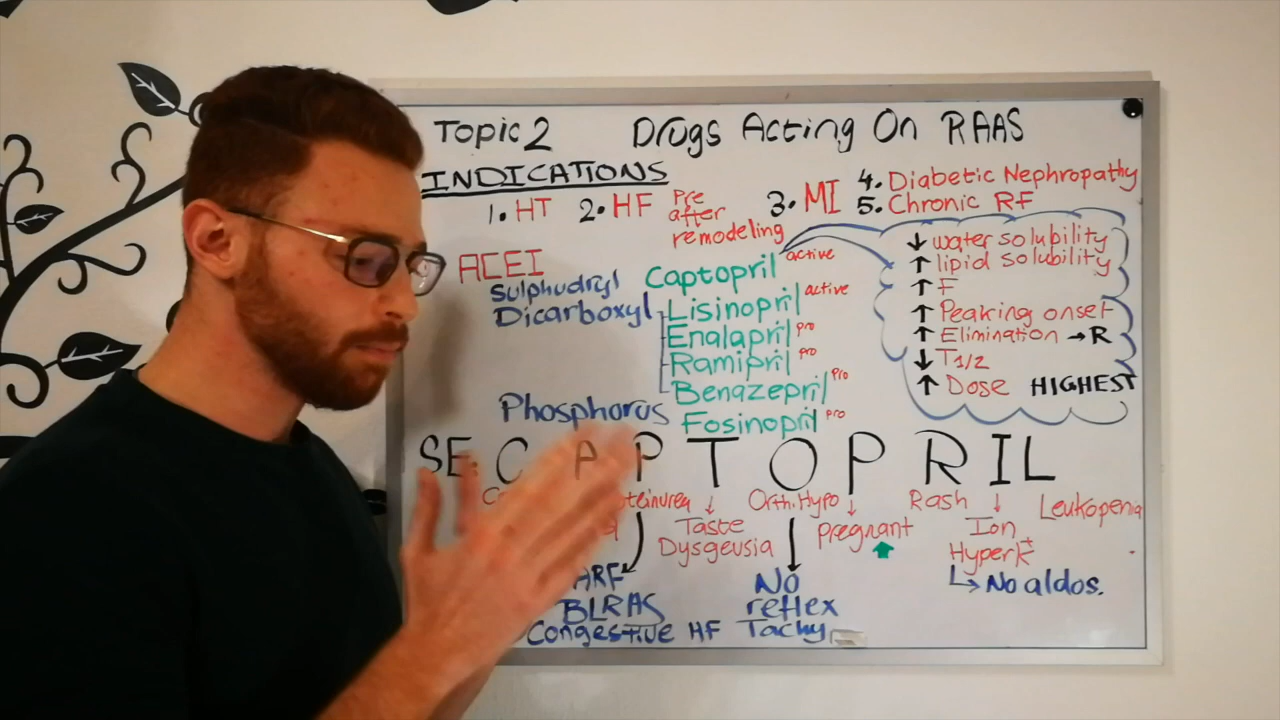 Topic 2 Drugs Acting On RAAS
INDICATIONS
1. HT 2. HF Pre after remodeling 3. MI
4. Diabetic Nephropathy
5. Chronic RF
ACEI
Sulphudryl Captopril active
Dicarboxyl Lisinopril active
Enalapril pro
Ramipril pro
Benazepril pro
Phosphorus Fosinopril pro
↓ water solubility
↑ lipid solubility
↑ F
↑ Peaking onset
↑ Elimination → R
↓ T1/2
↑ Dose HIGHEST
SE: C A P T O P R I L
Taste
Dysgeusia
Orth. Hypo
pregnant
Rash
Ion
Hyper K+
Leukopenia
ARF
BLRAS
Congestive HF
No
reflex
Tachy
↳ No aldos.